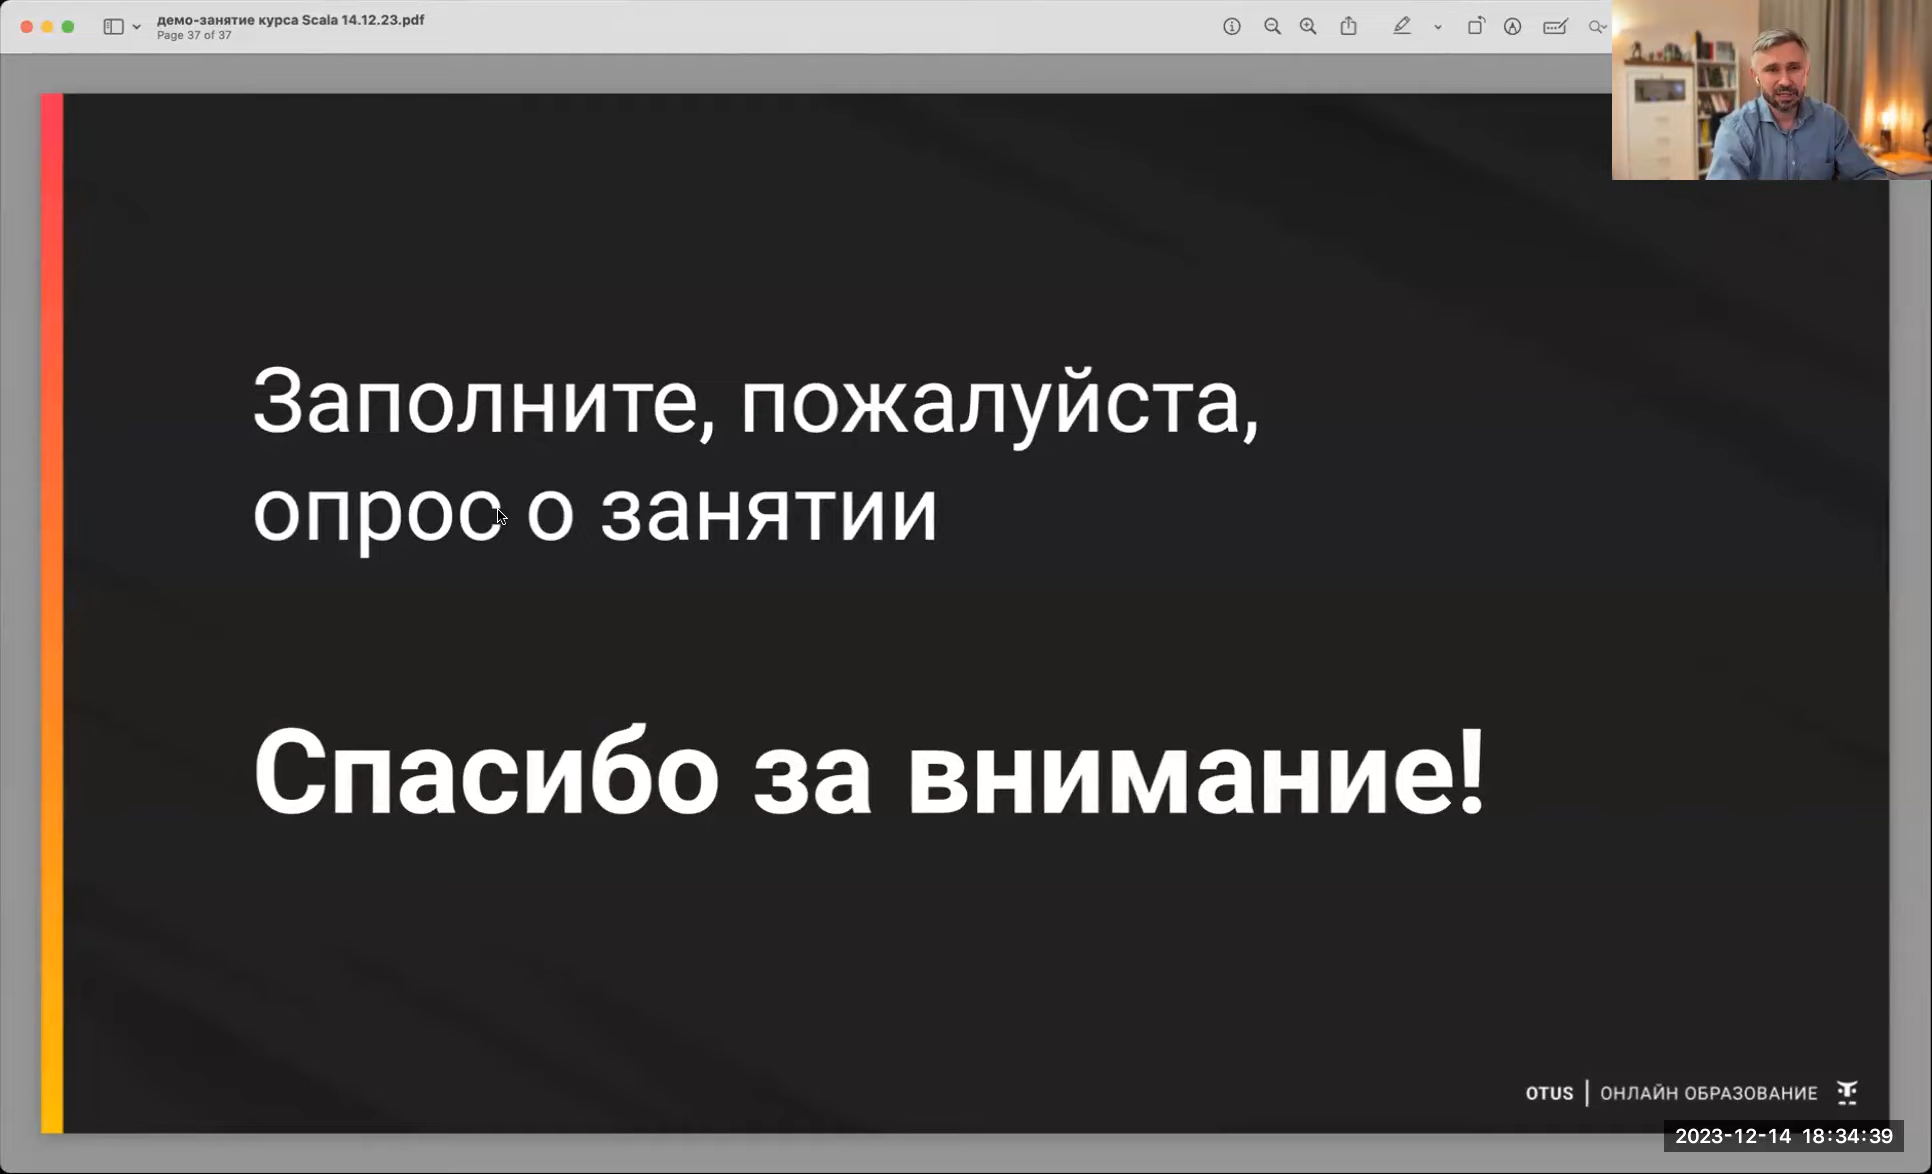 демо-занятие курса Scala 14.12.23.pdf
Page 37 of 37
Заполните, пожалуйста,
опрос о занятии
Спасибо за внимание!
OTUS | ОНЛАЙН ОБРАЗОВАНИЕ
2023-12-14 18:34:39